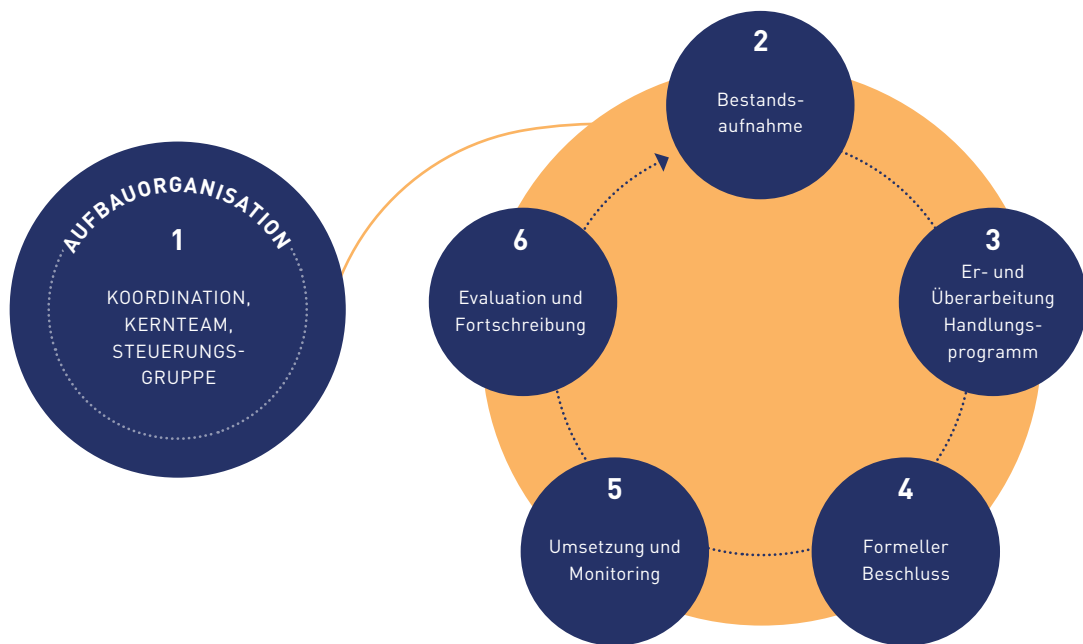 AUFBAUORGANISATION
1
KOORDINATION,
KERNTEAM,
STEUERUNGS-
GRUPPE
2
Bestands-
aufnahme
3
Er- und
Überarbeitung
Handlungs-
programm
4
Formeller
Beschluss
5
Umsetzung und
Monitoring
6
Evaluation und
Fortschreibung